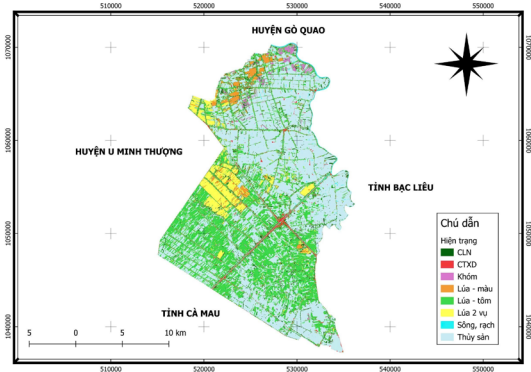 510000 520000 530000 540000 550000
HUYỆN GÒ QUAO
1070000 1070000
1060000 1060000
HUYỆN U MINH THƯỢNG
TỈNH BẠC LIÊU
1050000 1050000
Chú dẫn
Hiện trạng
CLN
CTXD
Khóm
Lúa - màu
Lúa - tôm
Lúa 2 vụ
Sông, rạch
Thủy sản
TỈNH CÀ MAU
1040000 1040000
5 0 5 10 km
510000 520000 530000 540000 550000